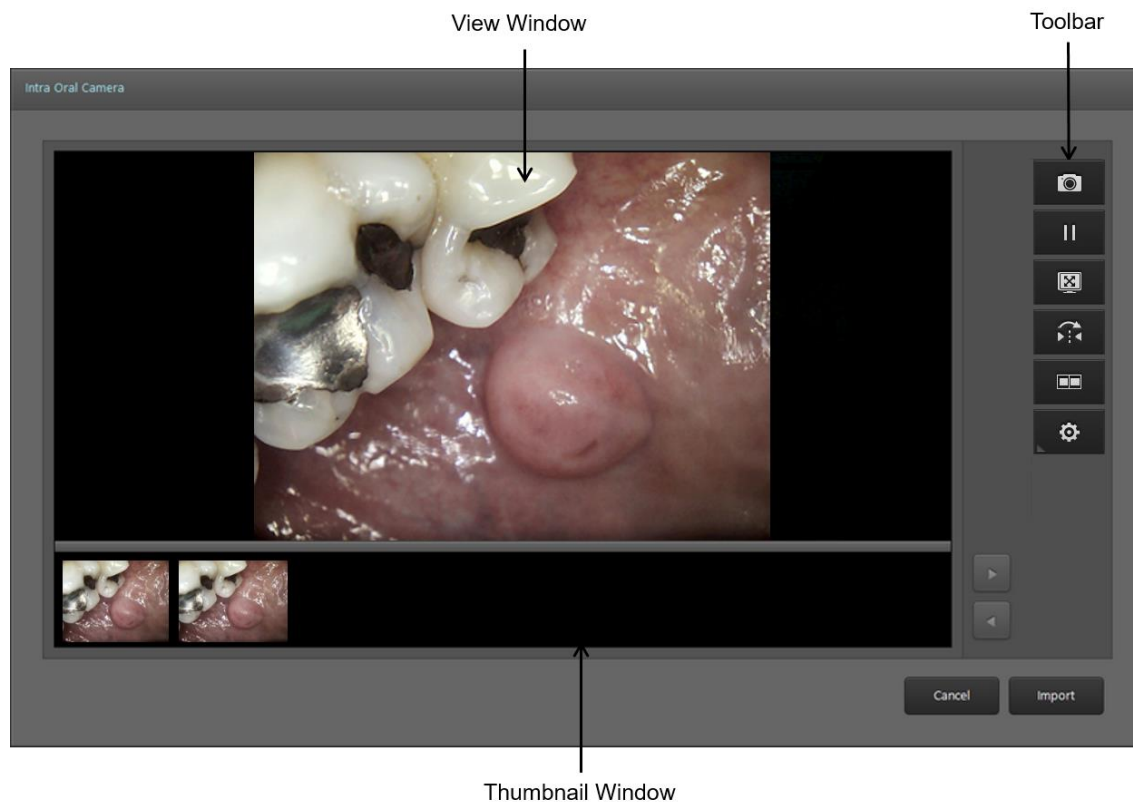 View Window
Toolbar
Intra Oral Camera
Cancel
Import
Thumbnail Window